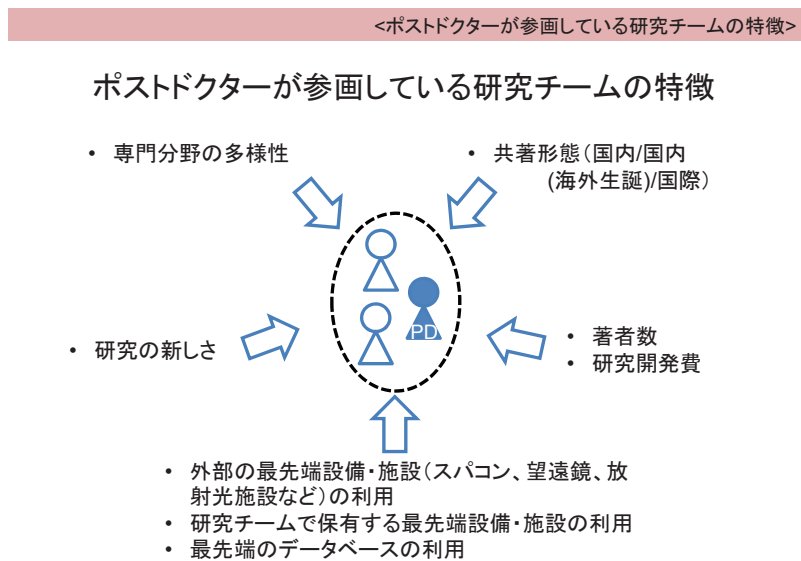 <ポストドクターが参画している研究チームの特徴>
ポストドクターが参画している研究チームの特徴
• 専門分野の多様性
• 共著形態(国内/国内
(海外生誕)/国際)
PD
• 研究の新しさ
• 著者数
• 研究開発費
• 外部の最先端設備・施設(スパコン、望遠鏡、放
射光施設など)の利用
• 研究チームで保有する最先端設備・施設の利用
• 最先端のデータベースの利用